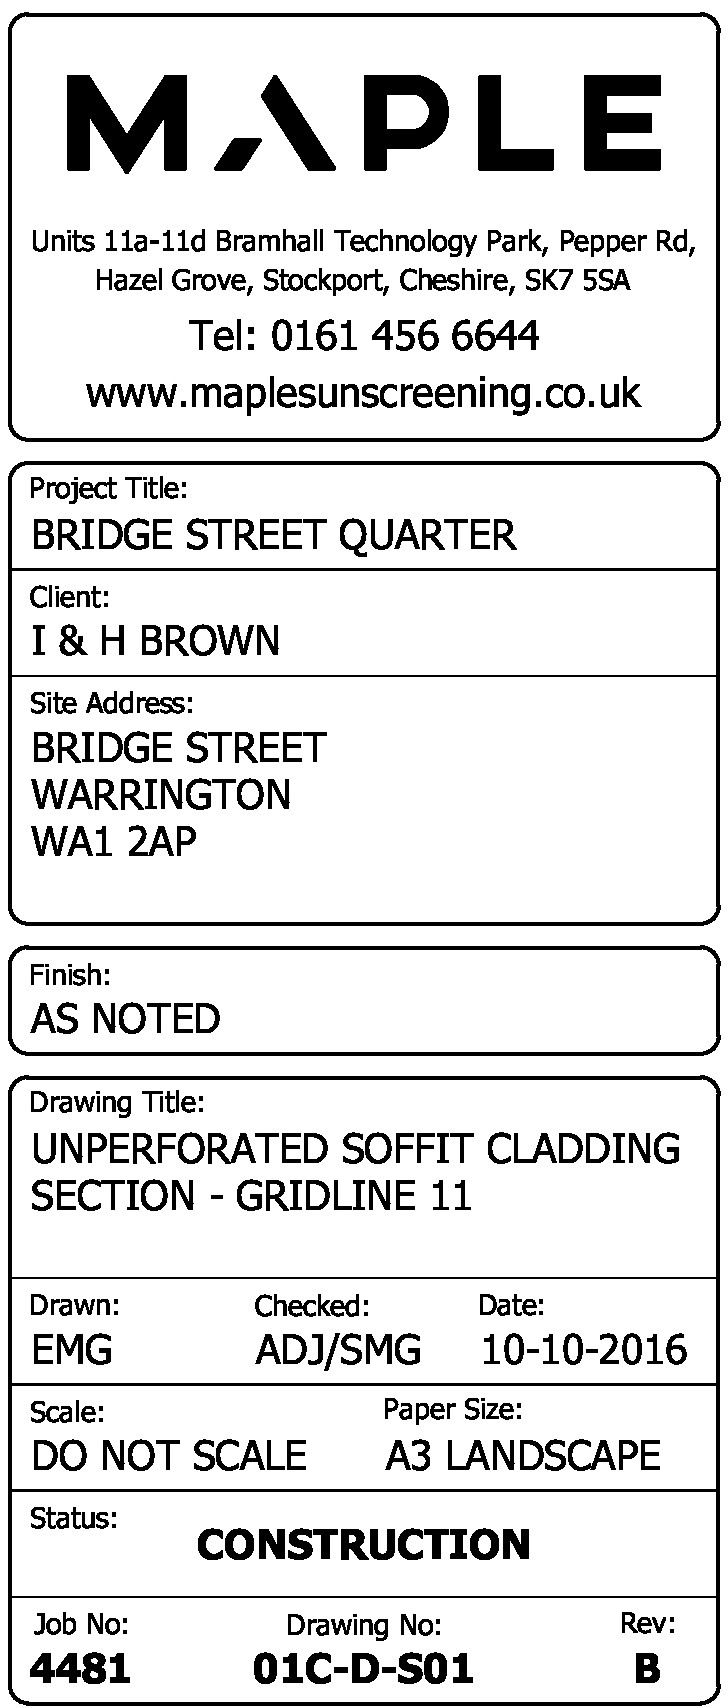 MAPLE
Units 11a-11d Bramhall Technology Park, Pepper Rd,
Hazel Grove, Stockport, Cheshire, SK7 5SA
Tel: 0161 456 6644
www.maplesunscreening.co.uk
Project Title:
BRIDGE STREET QUARTER
Client:
I & H BROWN
Site Address:
BRIDGE STREET
WARRINGTON
WA1 2AP
Finish:
AS NOTED
Drawing Title:
UNPERFORATED SOFFIT CLADDING
SECTION - GRIDLINE 11
Drawn: Checked: Date:
EMG ADJ/SMG 10-10-2016
Scale: Paper Size:
DO NOT SCALE A3 LANDSCAPE
Status:
CONSTRUCTION
Job No: Drawing No: Rev:
4481 01C-D-S01 B